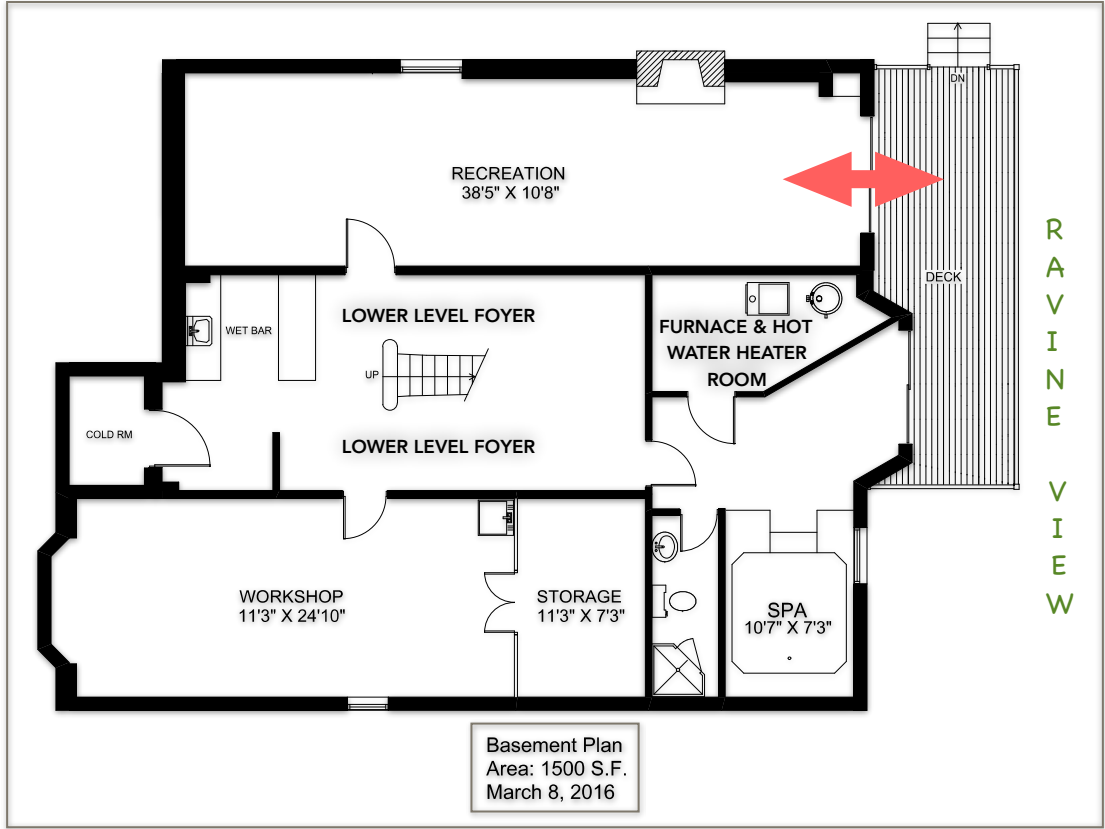 DN
RECREATION
38'5" X 10'8"
DECK
RAVINE VIEW
LOWER LEVEL FOYER
WET BAR
FURNACE & HOT
WATER HEATER
ROOM
UP
COLD RM
LOWER LEVEL FOYER
WORKSHOP
11'3" X 24'10"
STORAGE
11'3" X 7'3"
SPA
10'7" X 7'3"
Basement Plan
Area: 1500 S.F.
March 8, 2016